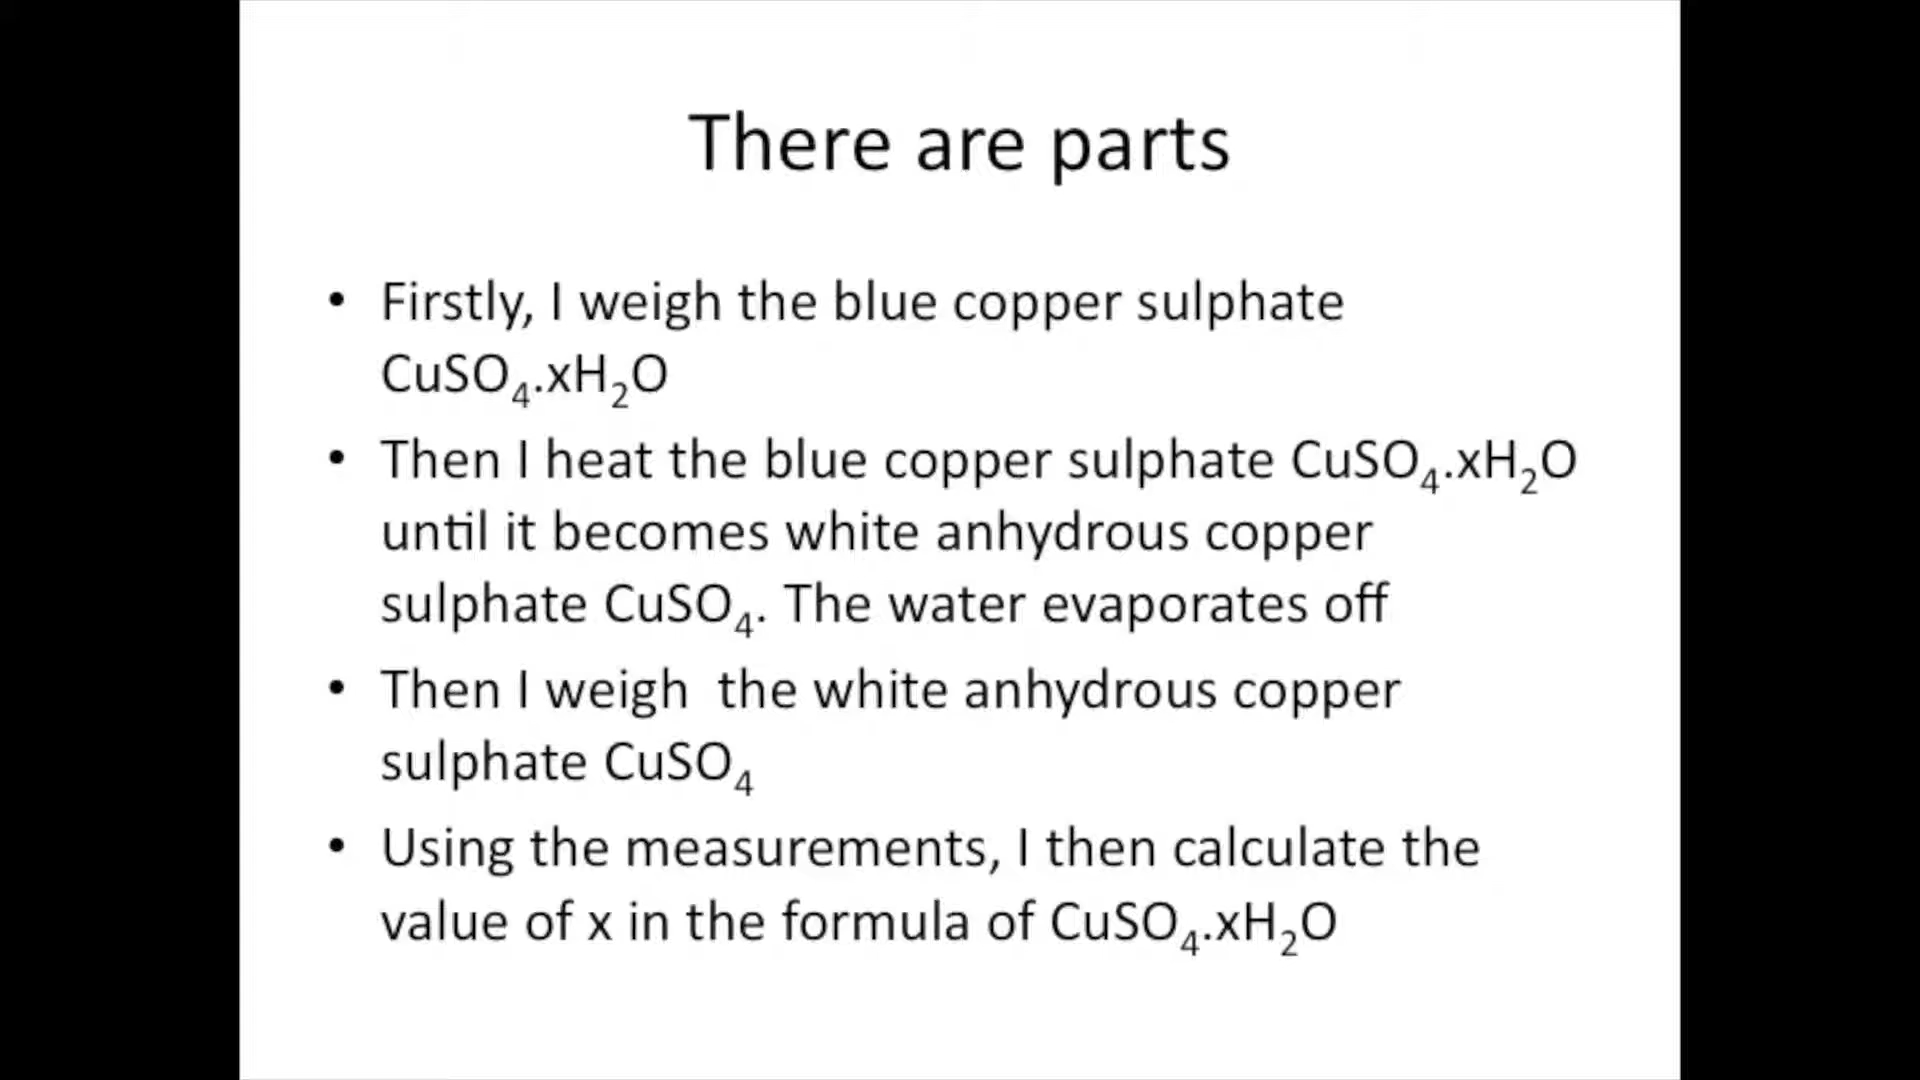 There are parts
• Firstly, I weigh the blue copper sulphate
CuSO₄.xH₂O
• Then I heat the blue copper sulphate CuSO₄.xH₂O
until it becomes white anhydrous copper
sulphate CuSO₄. The water evaporates off
• Then I weigh  the white anhydrous copper
sulphate CuSO₄
• Using the measurements, I then calculate the
value of x in the formula of CuSO₄.xH₂O